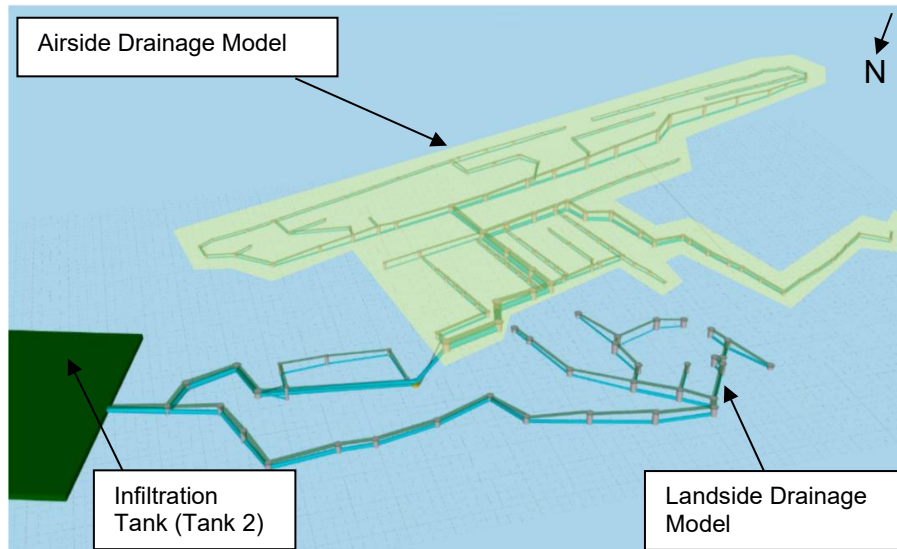 Airside Drainage Model
N
Infiltration
Tank (Tank 2)
Landside Drainage
Model